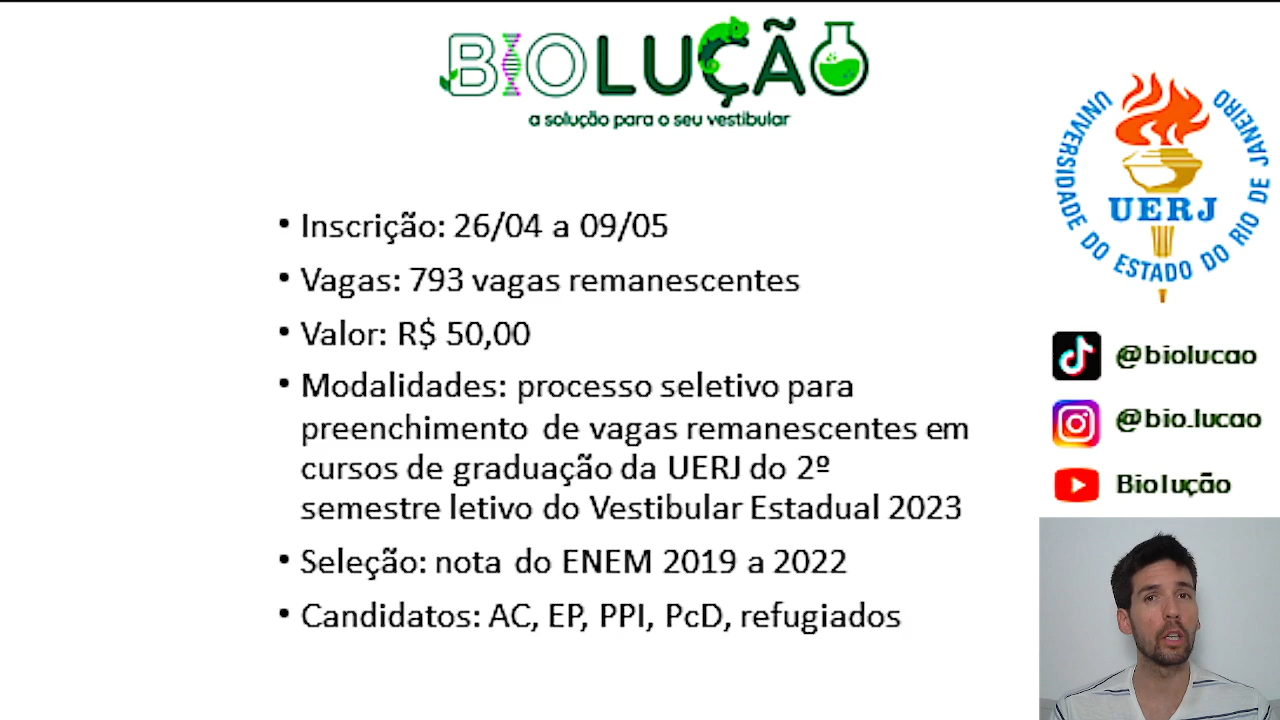 BIOLUÇÃO
a solução para o seu vestibular
UNIVERSIDADE DO ESTADO DO RIO DE JANEIRO
UERJ
• Inscrição: 26/04 a 09/05
• Vagas: 793 vagas remanescentes
• Valor: R$ 50,00
• Modalidades: processo seletivo para
preenchimento de vagas remanescentes em
cursos de graduação da UERJ do 2º
semestre letivo do Vestibular Estadual 2023
• Seleção: nota do ENEM 2019 a 2022
• Candidatos: AC, EP, PPI, PcD, refugiados
@biolucao
@bio.lucao
Biolução